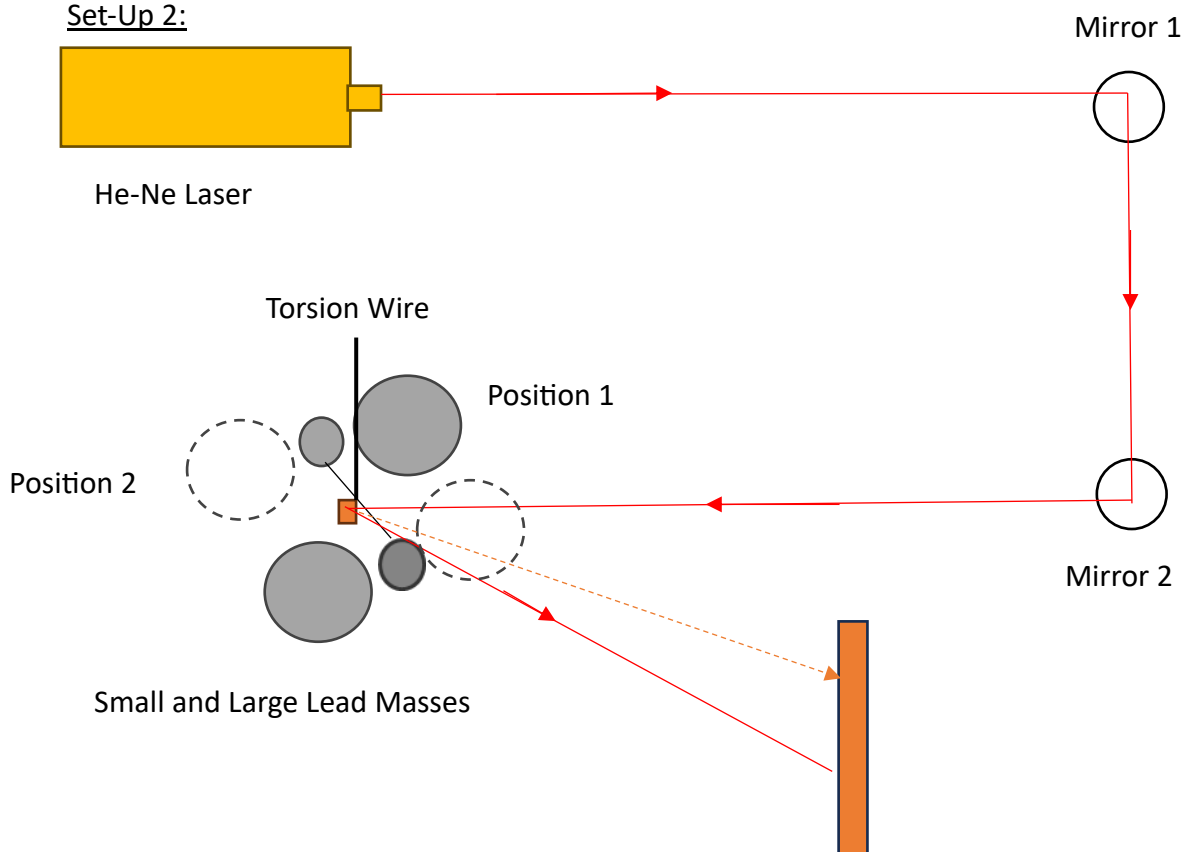 Set-Up 2:
Mirror 1
He-Ne Laser
Torsion Wire
Position 1
Position 2
Mirror 2
Small and Large Lead Masses